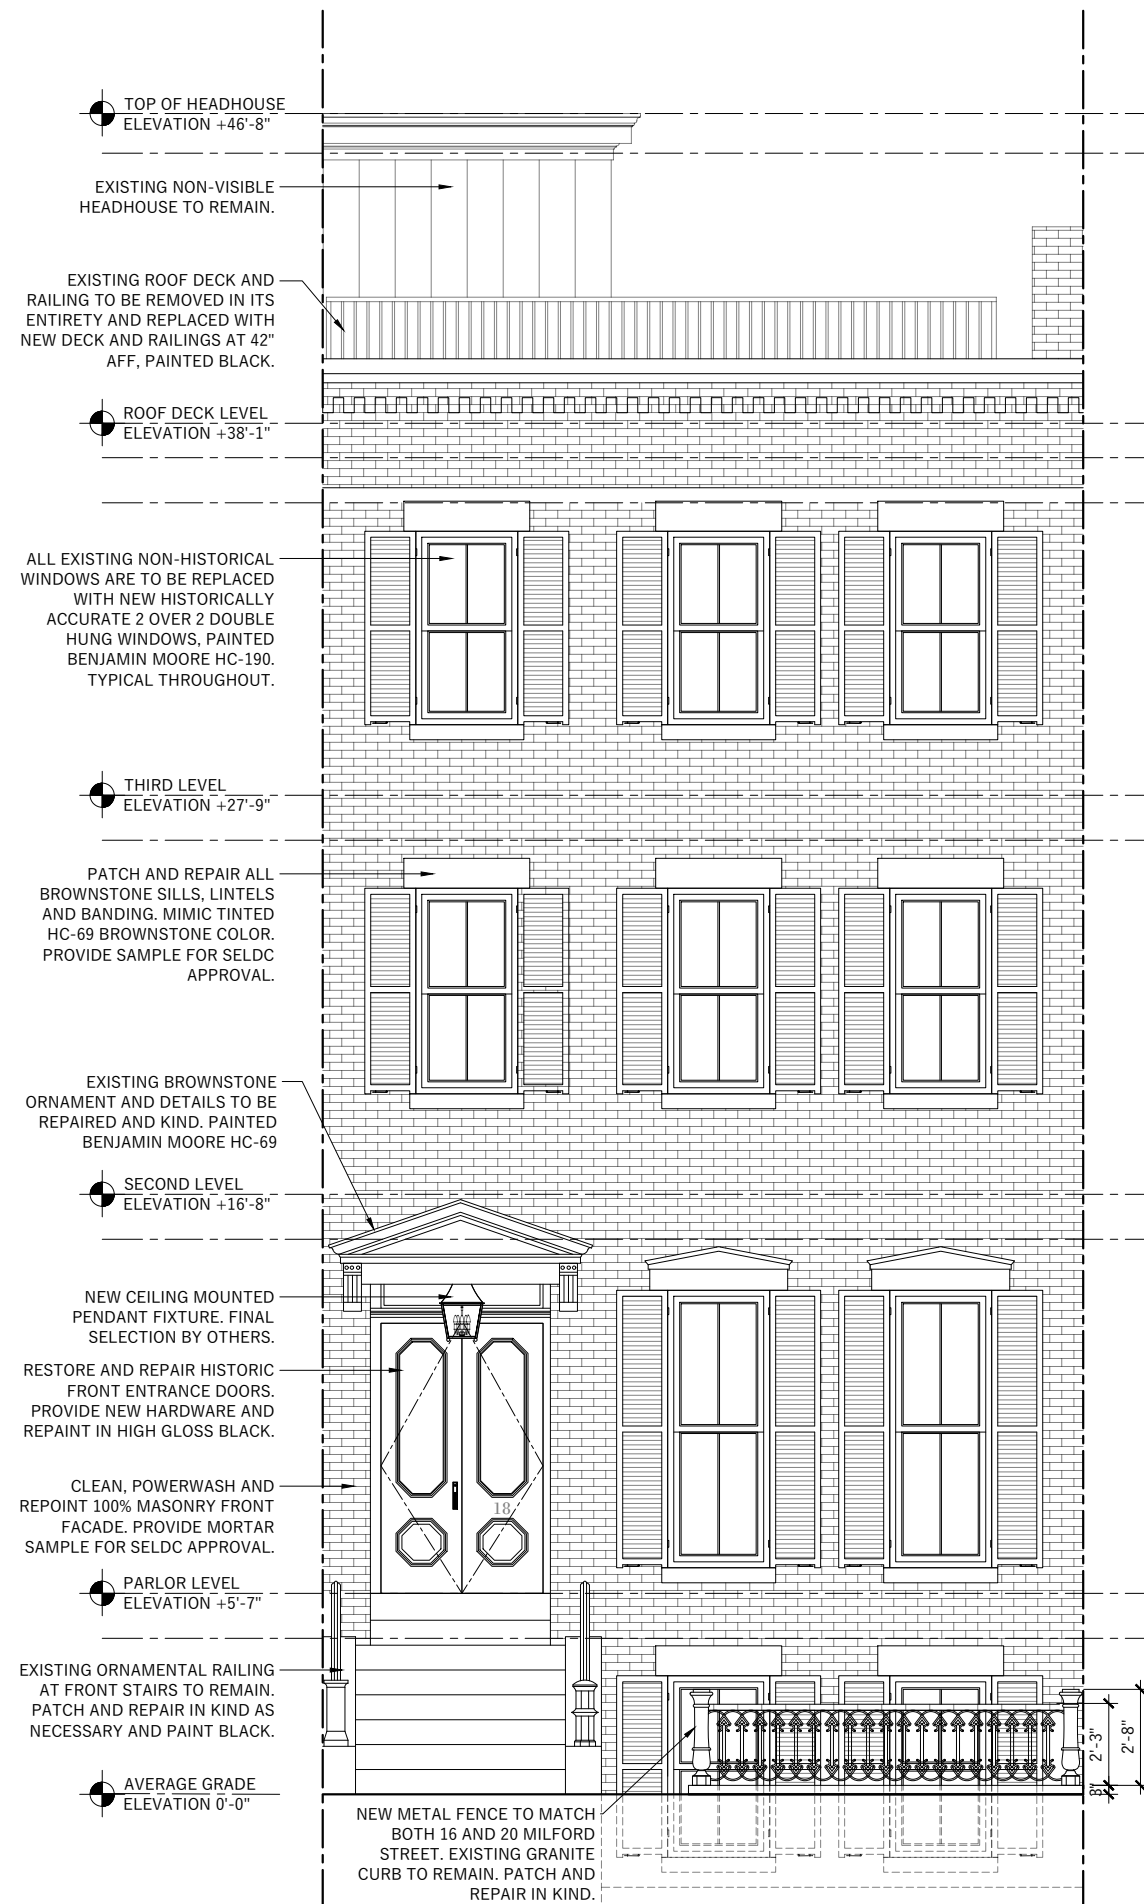 TOP OF HEADHOUSE
ELEVATION +46'-8"
EXISTING NON-VISIBLE
HEADHOUSE TO REMAIN.
EXISTING ROOF DECK AND
RAILING TO BE REMOVED IN ITS
ENTIRETY AND REPLACED WITH
NEW DECK AND RAILINGS AT 42"
AFF, PAINTED BLACK.
ROOF DECK LEVEL
ELEVATION +38'-1"
ALL EXISTING NON-HISTORICAL
WINDOWS ARE TO BE REPLACED
WITH NEW HISTORICALLY
ACCURATE 2 OVER 2 DOUBLE
HUNG WINDOWS, PAINTED
BENJAMIN MOORE HC-190.
TYPICAL THROUGHOUT.
THIRD LEVEL
ELEVATION +27'-9"
PATCH AND REPAIR ALL
BROWNSTONE SILLS, LINTELS
AND BANDING. MIMIC TINTED
HC-69 BROWNSTONE COLOR.
PROVIDE SAMPLE FOR SELDC
APPROVAL.
EXISTING BROWNSTONE
ORNAMENT AND DETAILS TO BE
REPAIRED AND KIND. PAINTED
BENJAMIN MOORE HC-69
SECOND LEVEL
ELEVATION +16'-8"
NEW CEILING MOUNTED
PENDANT FIXTURE. FINAL
SELECTION BY OTHERS.
RESTORE AND REPAIR HISTORIC
FRONT ENTRANCE DOORS.
PROVIDE NEW HARDWARE AND
REPAINT IN HIGH GLOSS BLACK.
18
CLEAN, POWERWASH AND
REPOINT 100% MASONRY FRONT
FACADE. PROVIDE MORTAR
SAMPLE FOR SELDC APPROVAL.
PARLOR LEVEL
ELEVATION +5'-7"
EXISTING ORNAMENTAL RAILING
AT FRONT STAIRS TO REMAIN.
PATCH AND REPAIR IN KIND AS
NECESSARY AND PAINT BLACK.
3"
2'-3"
2'-8"
AVERAGE GRADE
ELEVATION 0'-0"
NEW METAL FENCE TO MATCH
BOTH 16 AND 20 MILFORD
STREET. EXISTING GRANITE
CURB TO REMAIN. PATCH AND
REPAIR IN KIND.